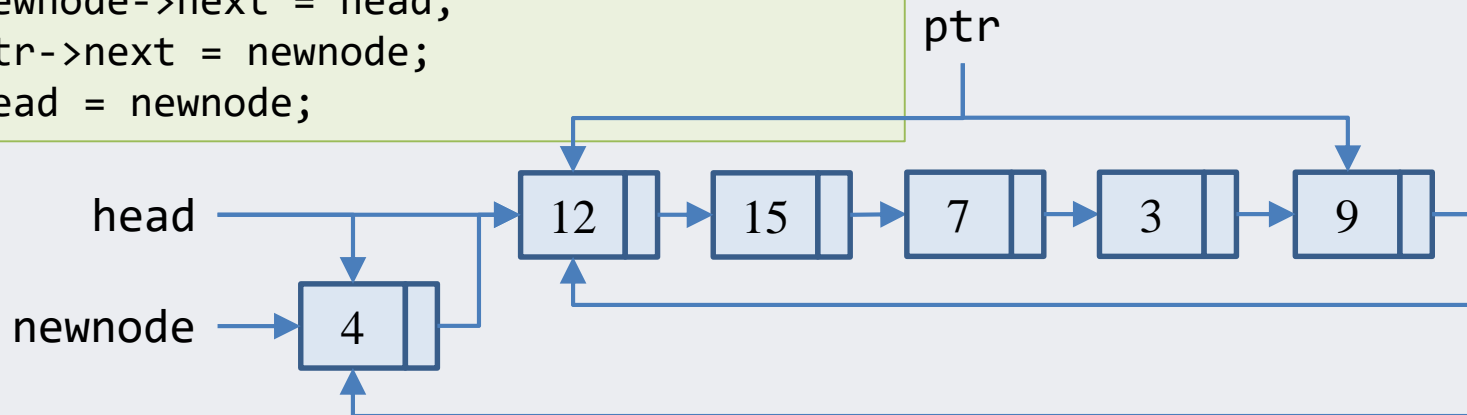 ewnode->next = head;
tr->next = newnode;
ead = newnode;
ptr
head
12 15 7 3 9
newnode
4